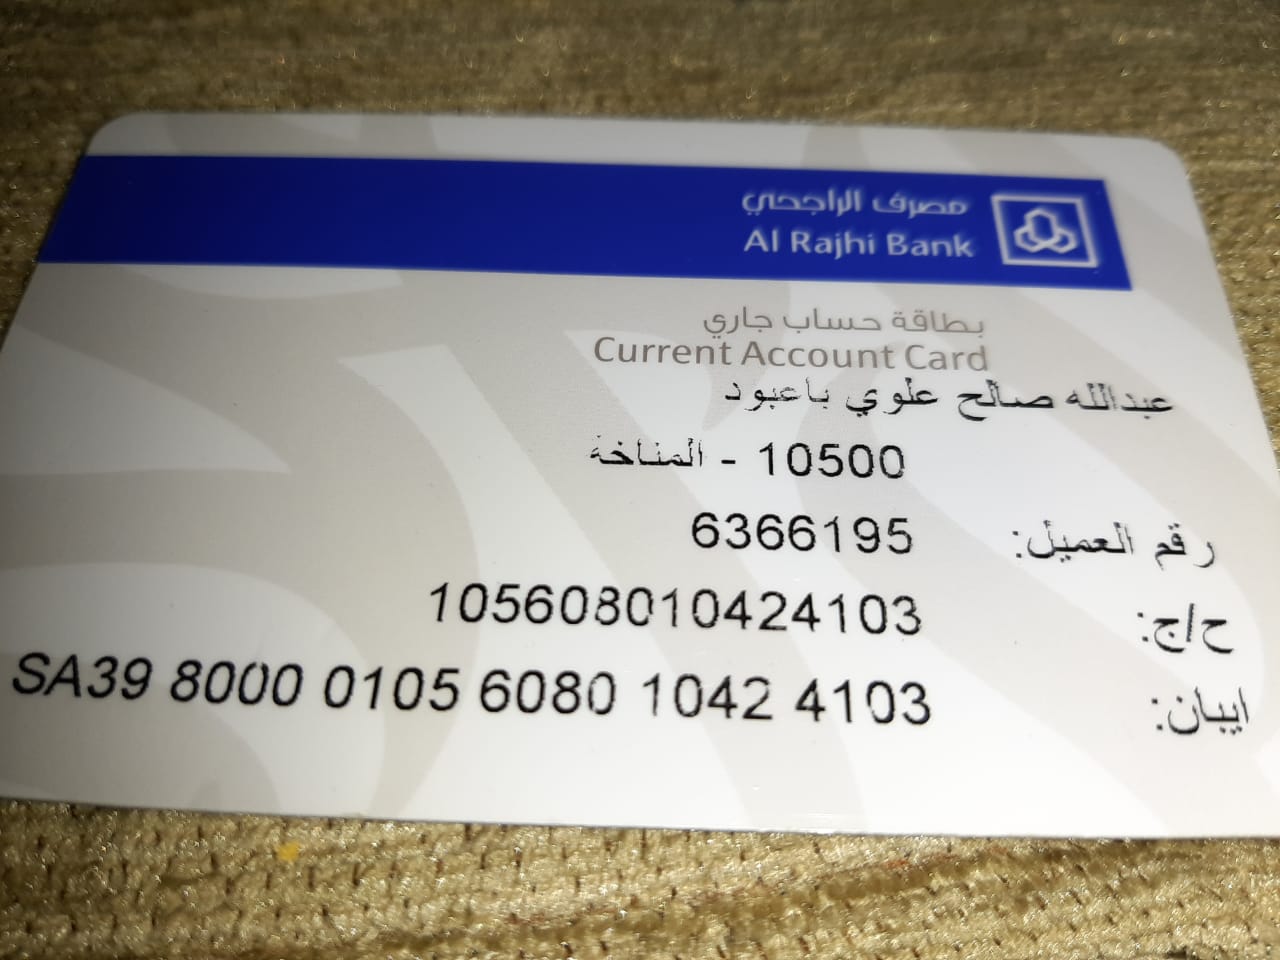 مصرف الراجحي
Al Rajhi Bank
بطاقة حساب جاري
Current Account Card
عبدالله صالح علوي باعبود
10500 - المناخة
رقم العميل: 6366195
ح/ج: 105608010424103
ايبان: SA39 8000 0105 6080 1042 4103